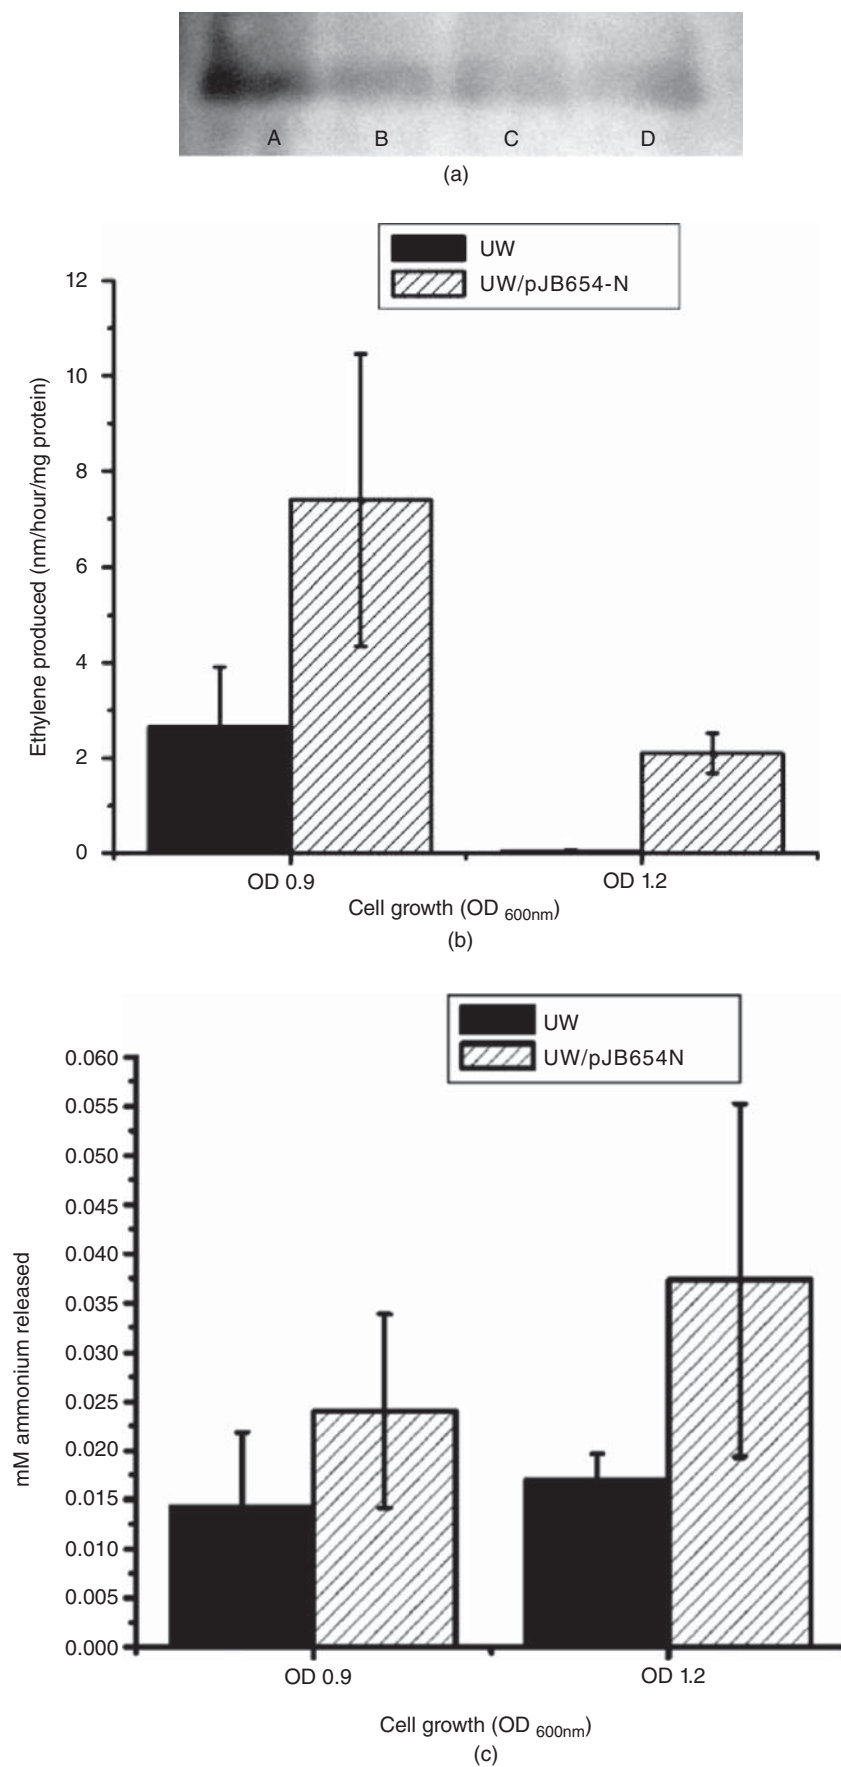 A B C D
(a)
UW
UW/pJB654-N
12
10
8
6
4
2
0
Ethylene produced (nm/hour/mg protein)
OD 0.9 OD 1.2
Cell growth (OD 600nm)
(b)
UW
UW/pJB654N
0.060
0.055
0.050
0.045
0.040
0.035
0.030
0.025
0.020
0.015
0.010
0.005
0.000
mM ammonium released
OD 0.9 OD 1.2
Cell growth (OD 600nm)
(c)